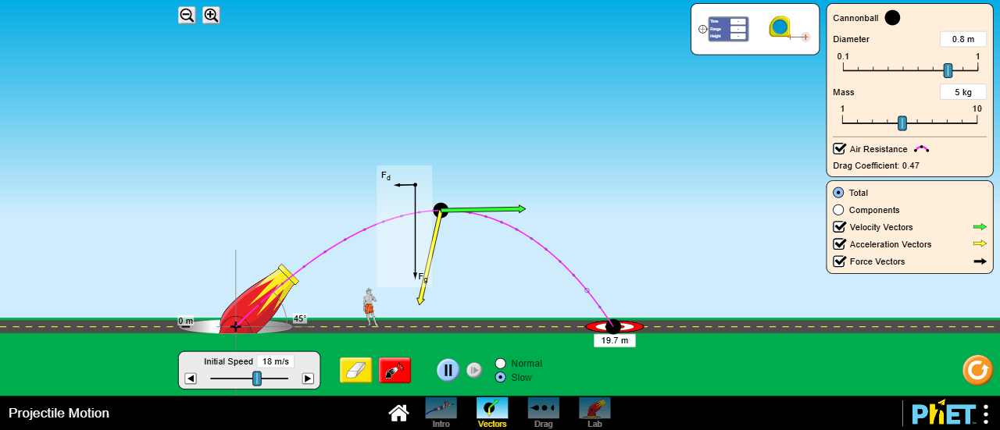 Time -
Range -
Height -
Cannonball
Diameter 0.8 m
0.1 1
Mass 5 kg
1 10
Air Resistance
Drag Coefficient: 0.47
Total
Components
Velocity Vectors
Acceleration Vectors
Force Vectors
Fd
Fg
0 m
45°
19.7 m
Initial Speed 18 m/s
Normal
Slow
Projectile Motion
Intro
Vectors
Drag
Lab
PhET